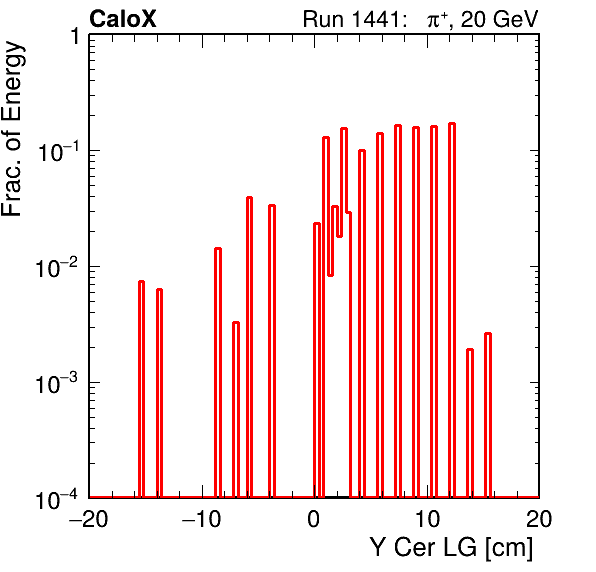 CaloX Run 1441: π⁺, 20 GeV
Frac. of Energy
1
10⁻¹
10⁻²
10⁻³
10⁻⁴
−20 −10 0 10 20
Y Cer LG [cm]